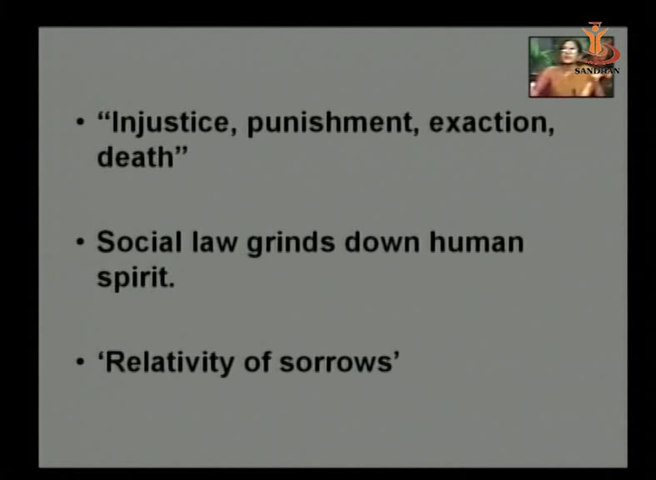 SANDHAN
• “Injustice, punishment, exaction,
death”
• Social law grinds down human
spirit.
• ‘Relativity of sorrows’